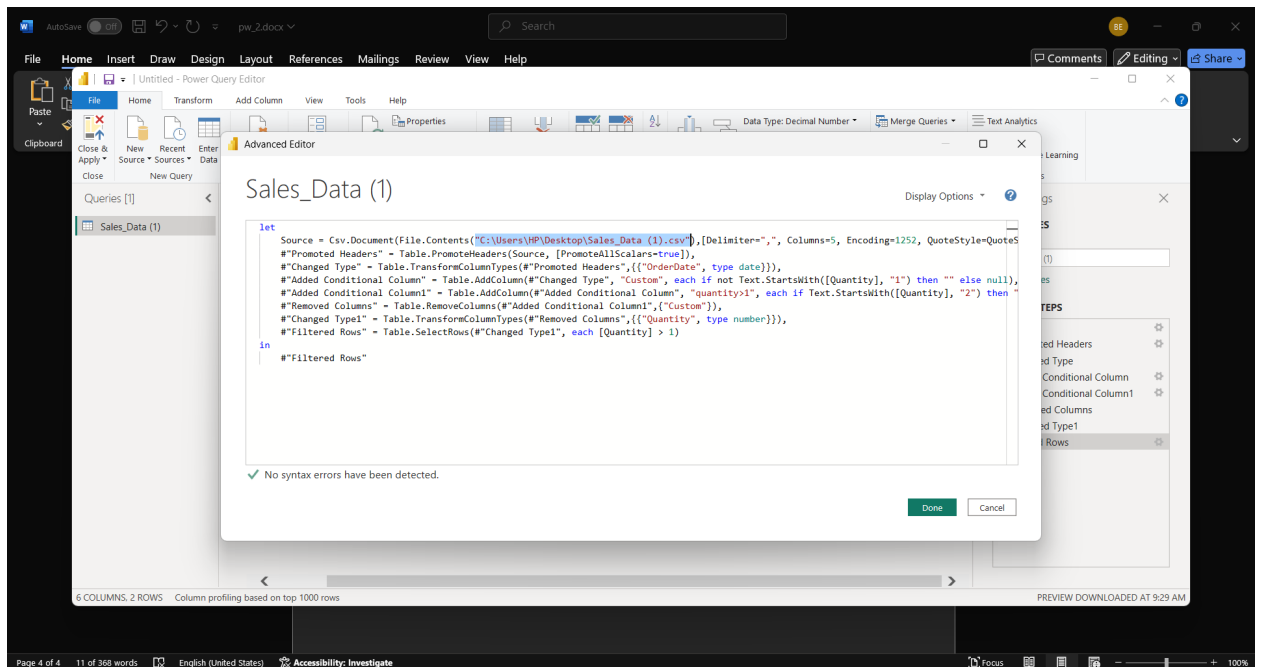 AutoSave Off pw_2.docx Search BE
File Home Insert Draw Design Layout References Mailings Review View Help Comments Editing Share
Paste
Clipboard
Untitled - Power Query Editor
File Home Transform Add Column View Tools Help
Close & Apply New Source Recent Sources Enter Data Properties Data Type: Decimal Number Merge Queries Text Analytics
Learning
Close New Query
Queries [1]
Sales_Data (1)
Advanced Editor
Sales_Data (1)
Display Options
let
Source = Csv.Document(File.Contents("C:\Users\HP\Desktop\Sales_Data (1).csv"),[Delimiter=",", Columns=5, Encoding=1252, QuoteStyle=QuoteS
#"Promoted Headers" = Table.PromoteHeaders(Source, [PromoteAllScalars=true]),
#"Changed Type" = Table.TransformColumnTypes(#"Promoted Headers",{{"OrderDate", type date}}),
#"Added Conditional Column" = Table.AddColumn(#"Changed Type", "Custom", each if not Text.StartsWith([Quantity], "1") then "" else null),
#"Added Conditional Column1" = Table.AddColumn(#"Added Conditional Column", "quantity>1", each if Text.StartsWith([Quantity], "2") then "
#"Removed Columns" = Table.RemoveColumns(#"Added Conditional Column1",{"Custom"}),
#"Changed Type1" = Table.TransformColumnTypes(#"Removed Columns",{{"Quantity", type number}}),
#"Filtered Rows" = Table.SelectRows(#"Changed Type1", each [Quantity] > 1)
in
#"Filtered Rows"
No syntax errors have been detected.
Done Cancel
gs
ES
(1)
es
TEPS
ted Headers
ed Type
Conditional Column
Conditional Column1
ed Columns
ed Type1
Rows
6 COLUMNS, 2 ROWS Column profiling based on top 1000 rows PREVIEW DOWNLOADED AT 9:29 AM
Page 4 of 4 11 of 368 words English (United States) Accessibility: Investigate Focus 100%